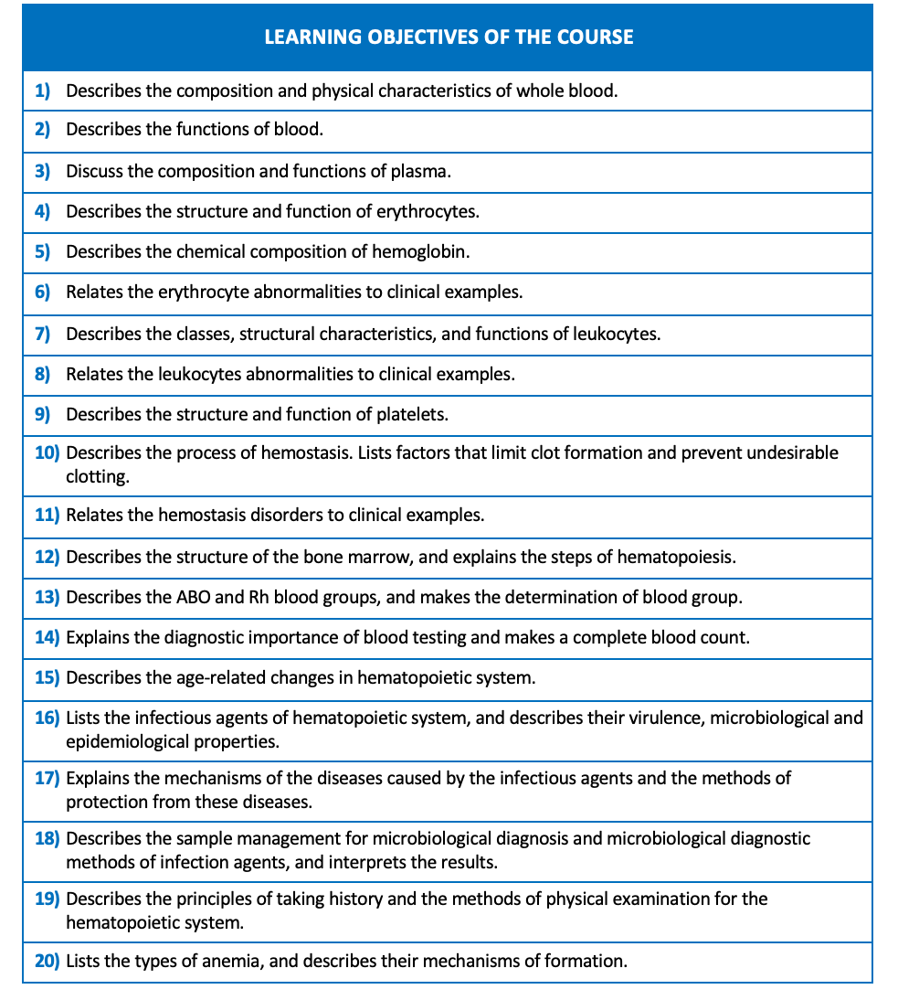 LEARNING OBJECTIVES OF THE COURSE
1) Describes the composition and physical characteristics of whole blood.
2) Describes the functions of blood.
3) Discuss the composition and functions of plasma.
4) Describes the structure and function of erythrocytes.
5) Describes the chemical composition of hemoglobin.
6) Relates the erythrocyte abnormalities to clinical examples.
7) Describes the classes, structural characteristics, and functions of leukocytes.
8) Relates the leukocytes abnormalities to clinical examples.
9) Describes the structure and function of platelets.
10) Describes the process of hemostasis. Lists factors that limit clot formation and prevent undesirable
clotting.
11) Relates the hemostasis disorders to clinical examples.
12) Describes the structure of the bone marrow, and explains the steps of hematopoiesis.
13) Describes the ABO and Rh blood groups, and makes the determination of blood group.
14) Explains the diagnostic importance of blood testing and makes a complete blood count.
15) Describes the age-related changes in hematopoietic system.
16) Lists the infectious agents of hematopoietic system, and describes their virulence, microbiological and
epidemiological properties.
17) Explains the mechanisms of the diseases caused by the infectious agents and the methods of
protection from these diseases.
18) Describes the sample management for microbiological diagnosis and microbiological diagnostic
methods of infection agents, and interprets the results.
19) Describes the principles of taking history and the methods of physical examination for the
hematopoietic system.
20) Lists the types of anemia, and describes their mechanisms of formation.